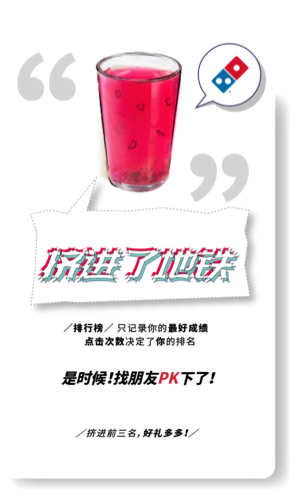 挤进了地铁
／排行榜／ 只记录你的最好成绩
点击次数决定了你的排名
是时候！找朋友PK下了！
／挤进前三名，好礼多多！／